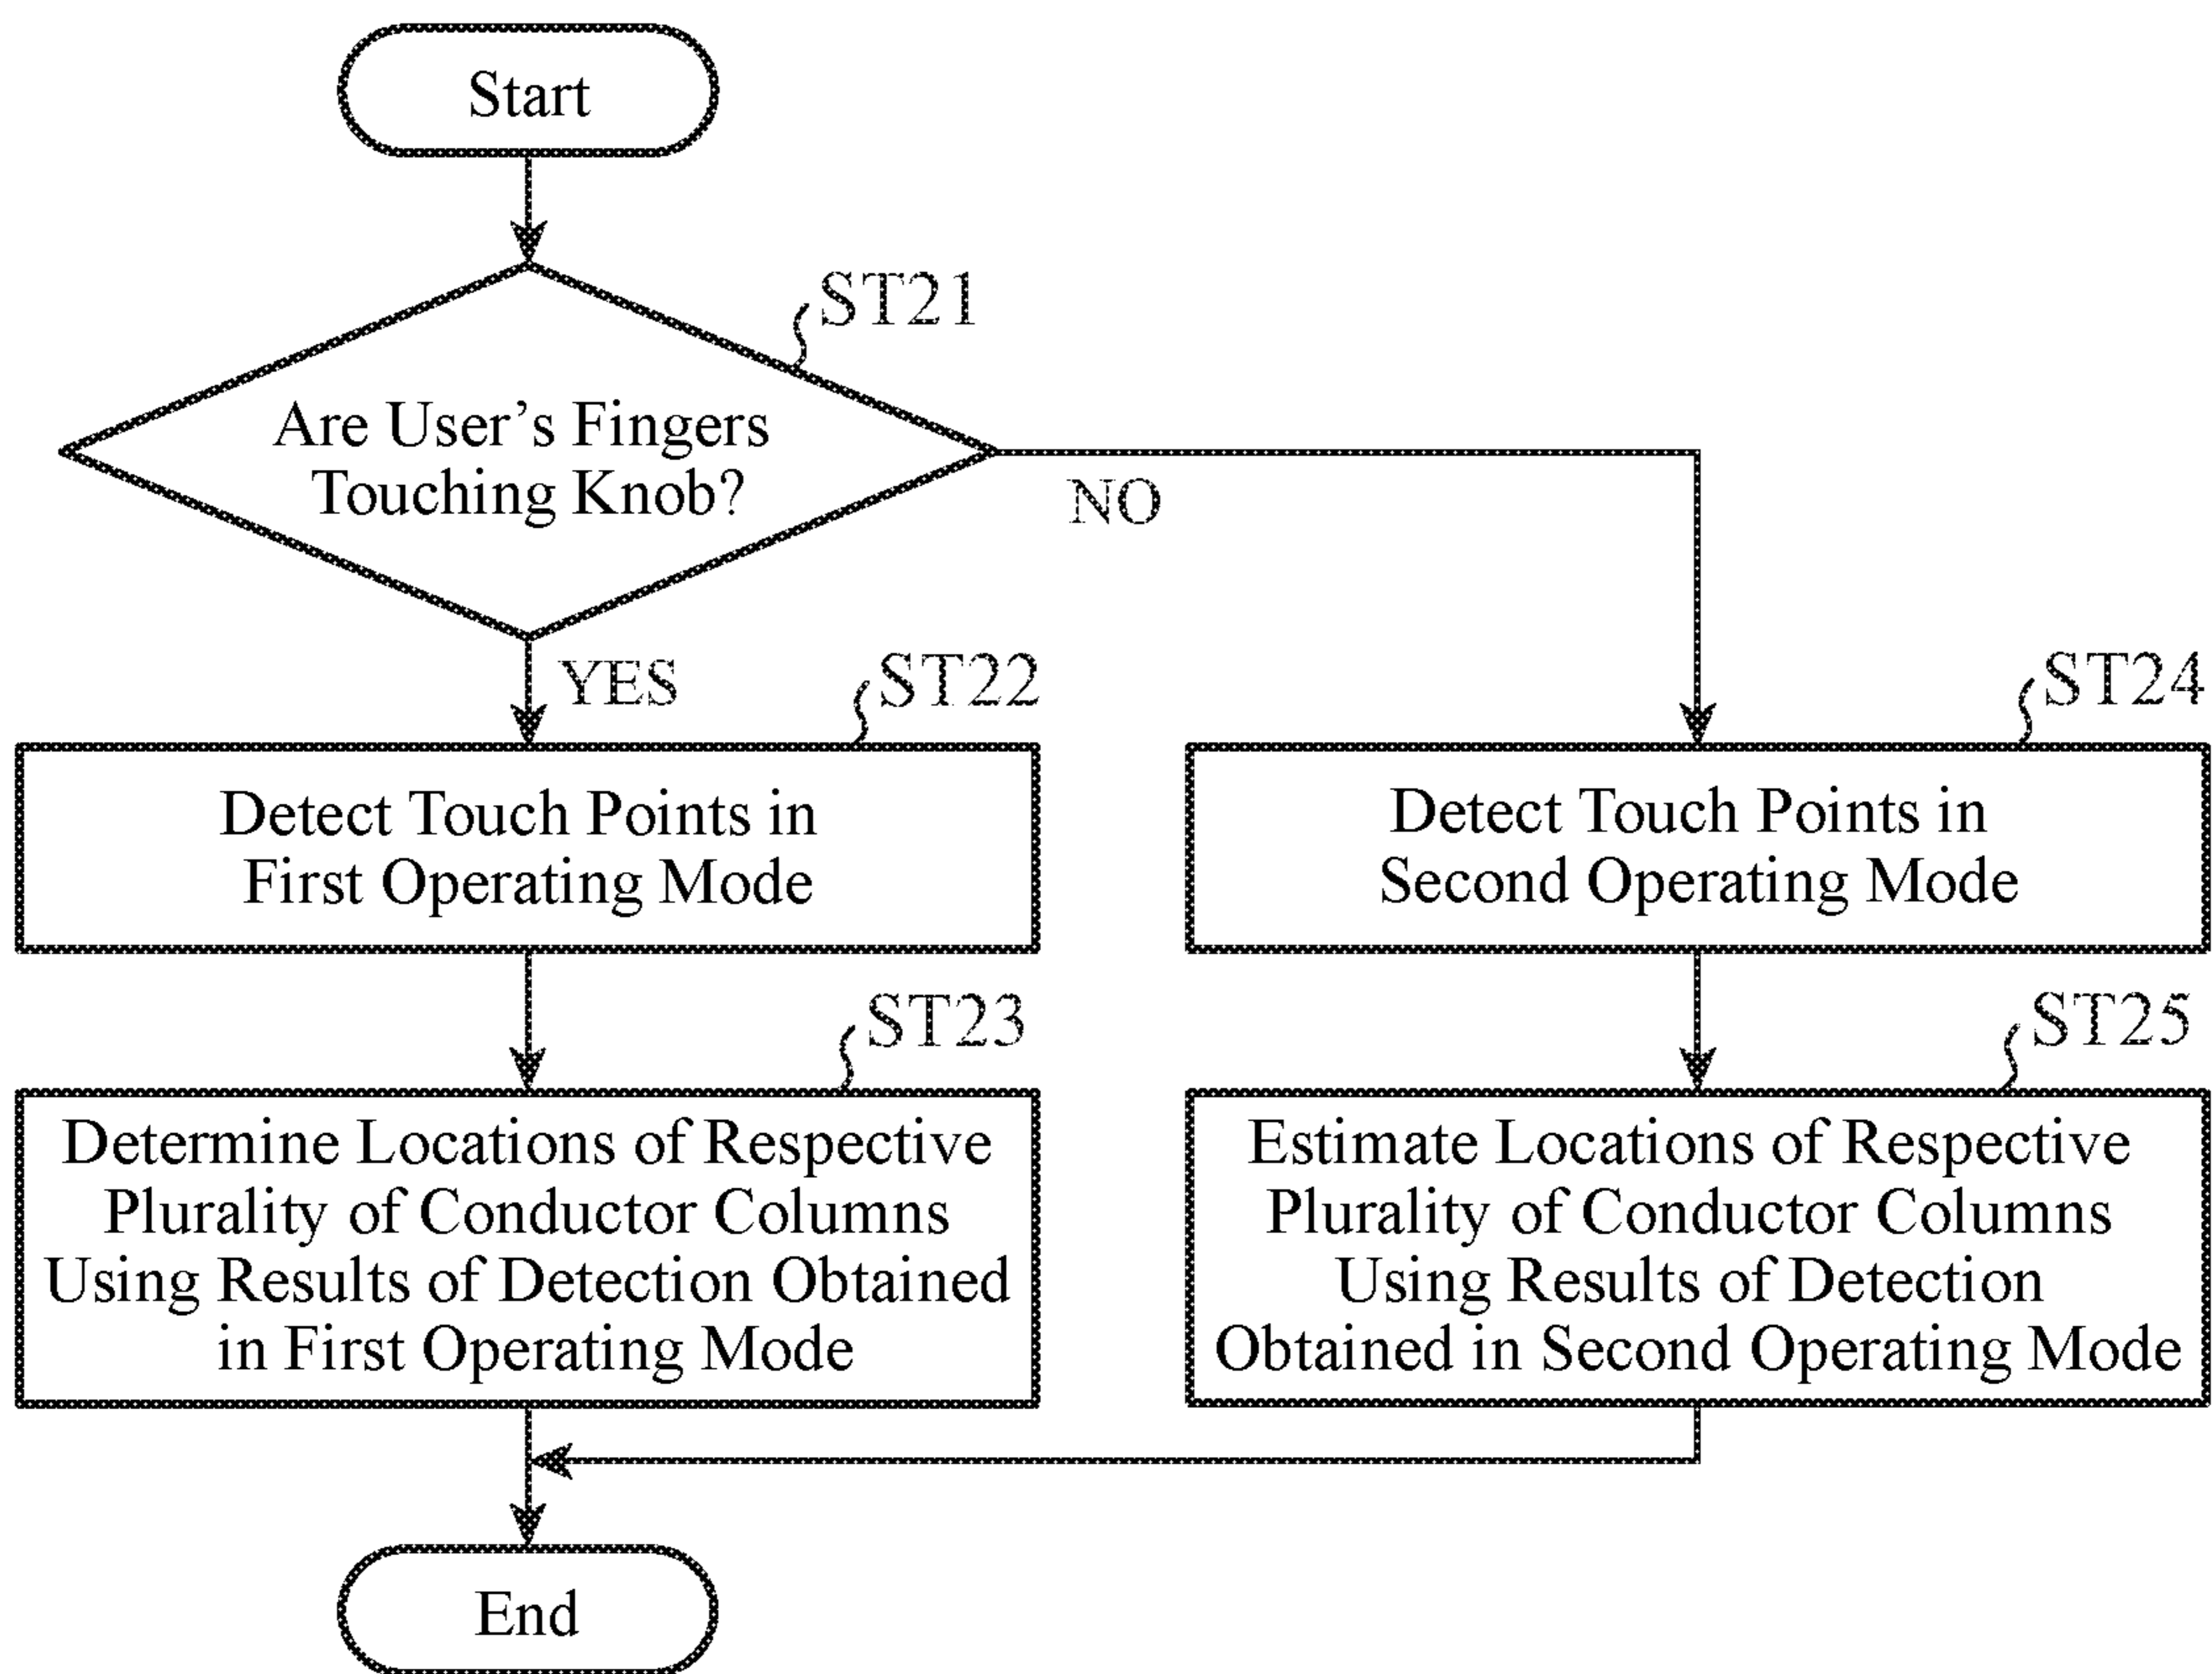 Start
ST21
Are User's Fingers
Touching Knob?
NO
YES
ST22
Detect Touch Points in
First Operating Mode
ST24
Detect Touch Points in
Second Operating Mode
ST23
Determine Locations of Respective
Plurality of Conductor Columns
Using Results of Detection Obtained
in First Operating Mode
ST25
Estimate Locations of Respective
Plurality of Conductor Columns
Using Results of Detection
Obtained in Second Operating Mode
End